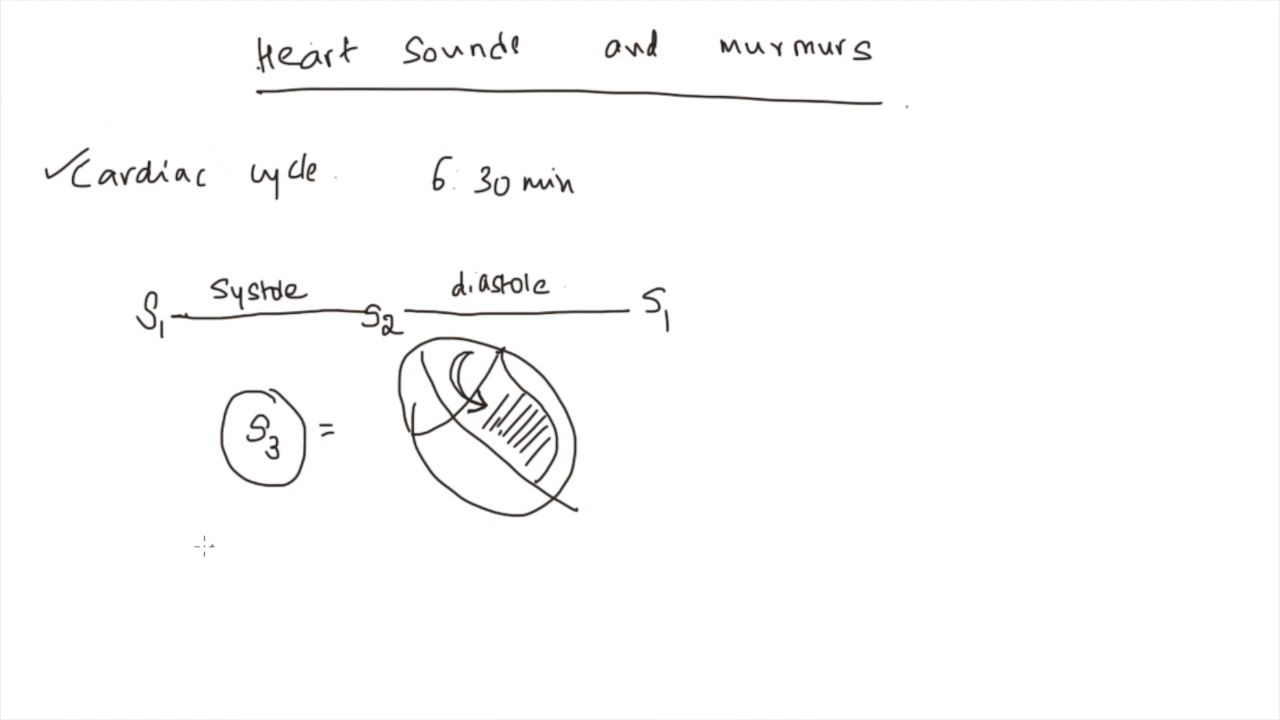 Heart Sounds and murmurs
✓Cardiac cycle 6:30 min
Systole diastole
S₁ S₂ S₁
S₃ =